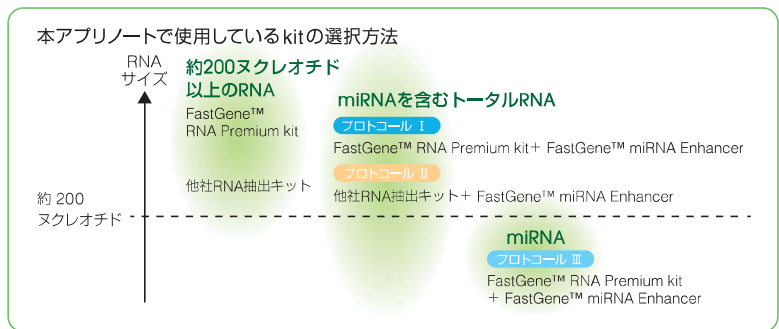 本アプリノートで使用しているkitの選択方法
RNA
サイズ
約200ヌクレオチド
以上のRNA
FastGene™
RNA Premium kit
他社RNA抽出キット
miRNAを含むトータルRNA
プロトコール Ⅰ
FastGene™ RNA Premium kit＋ FastGene™ miRNA Enhancer
プロトコール Ⅱ
他社RNA抽出キット＋ FastGene™ miRNA Enhancer
約 200
ヌクレオチド
miRNA
プロトコール Ⅲ
FastGene™ RNA Premium kit
＋ FastGene™ miRNA Enhancer